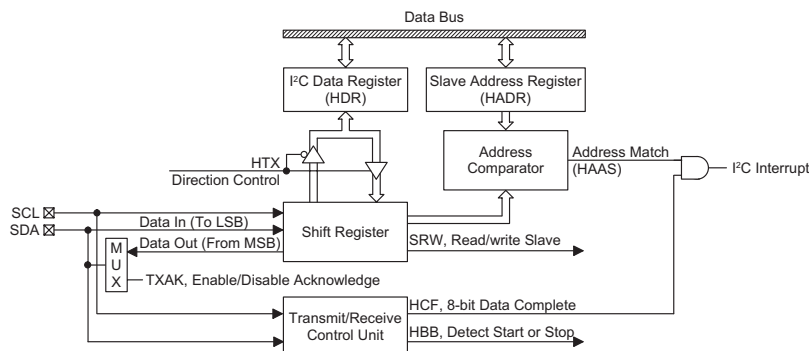 Data Bus
I²C Data Register
(HDR)
Slave Address Register
(HADR)
HTX
Direction Control
Address
Comparator
Address Match
(HAAS)
I²C Interrupt
SCL
SDA
Data In (To LSB)
Data Out (From MSB)
Shift Register
SRW, Read/write Slave
M
U
X
TXAK, Enable/Disable Acknowledge
Transmit/Receive
Control Unit
HCF, 8-bit Data Complete
HBB, Detect Start or Stop